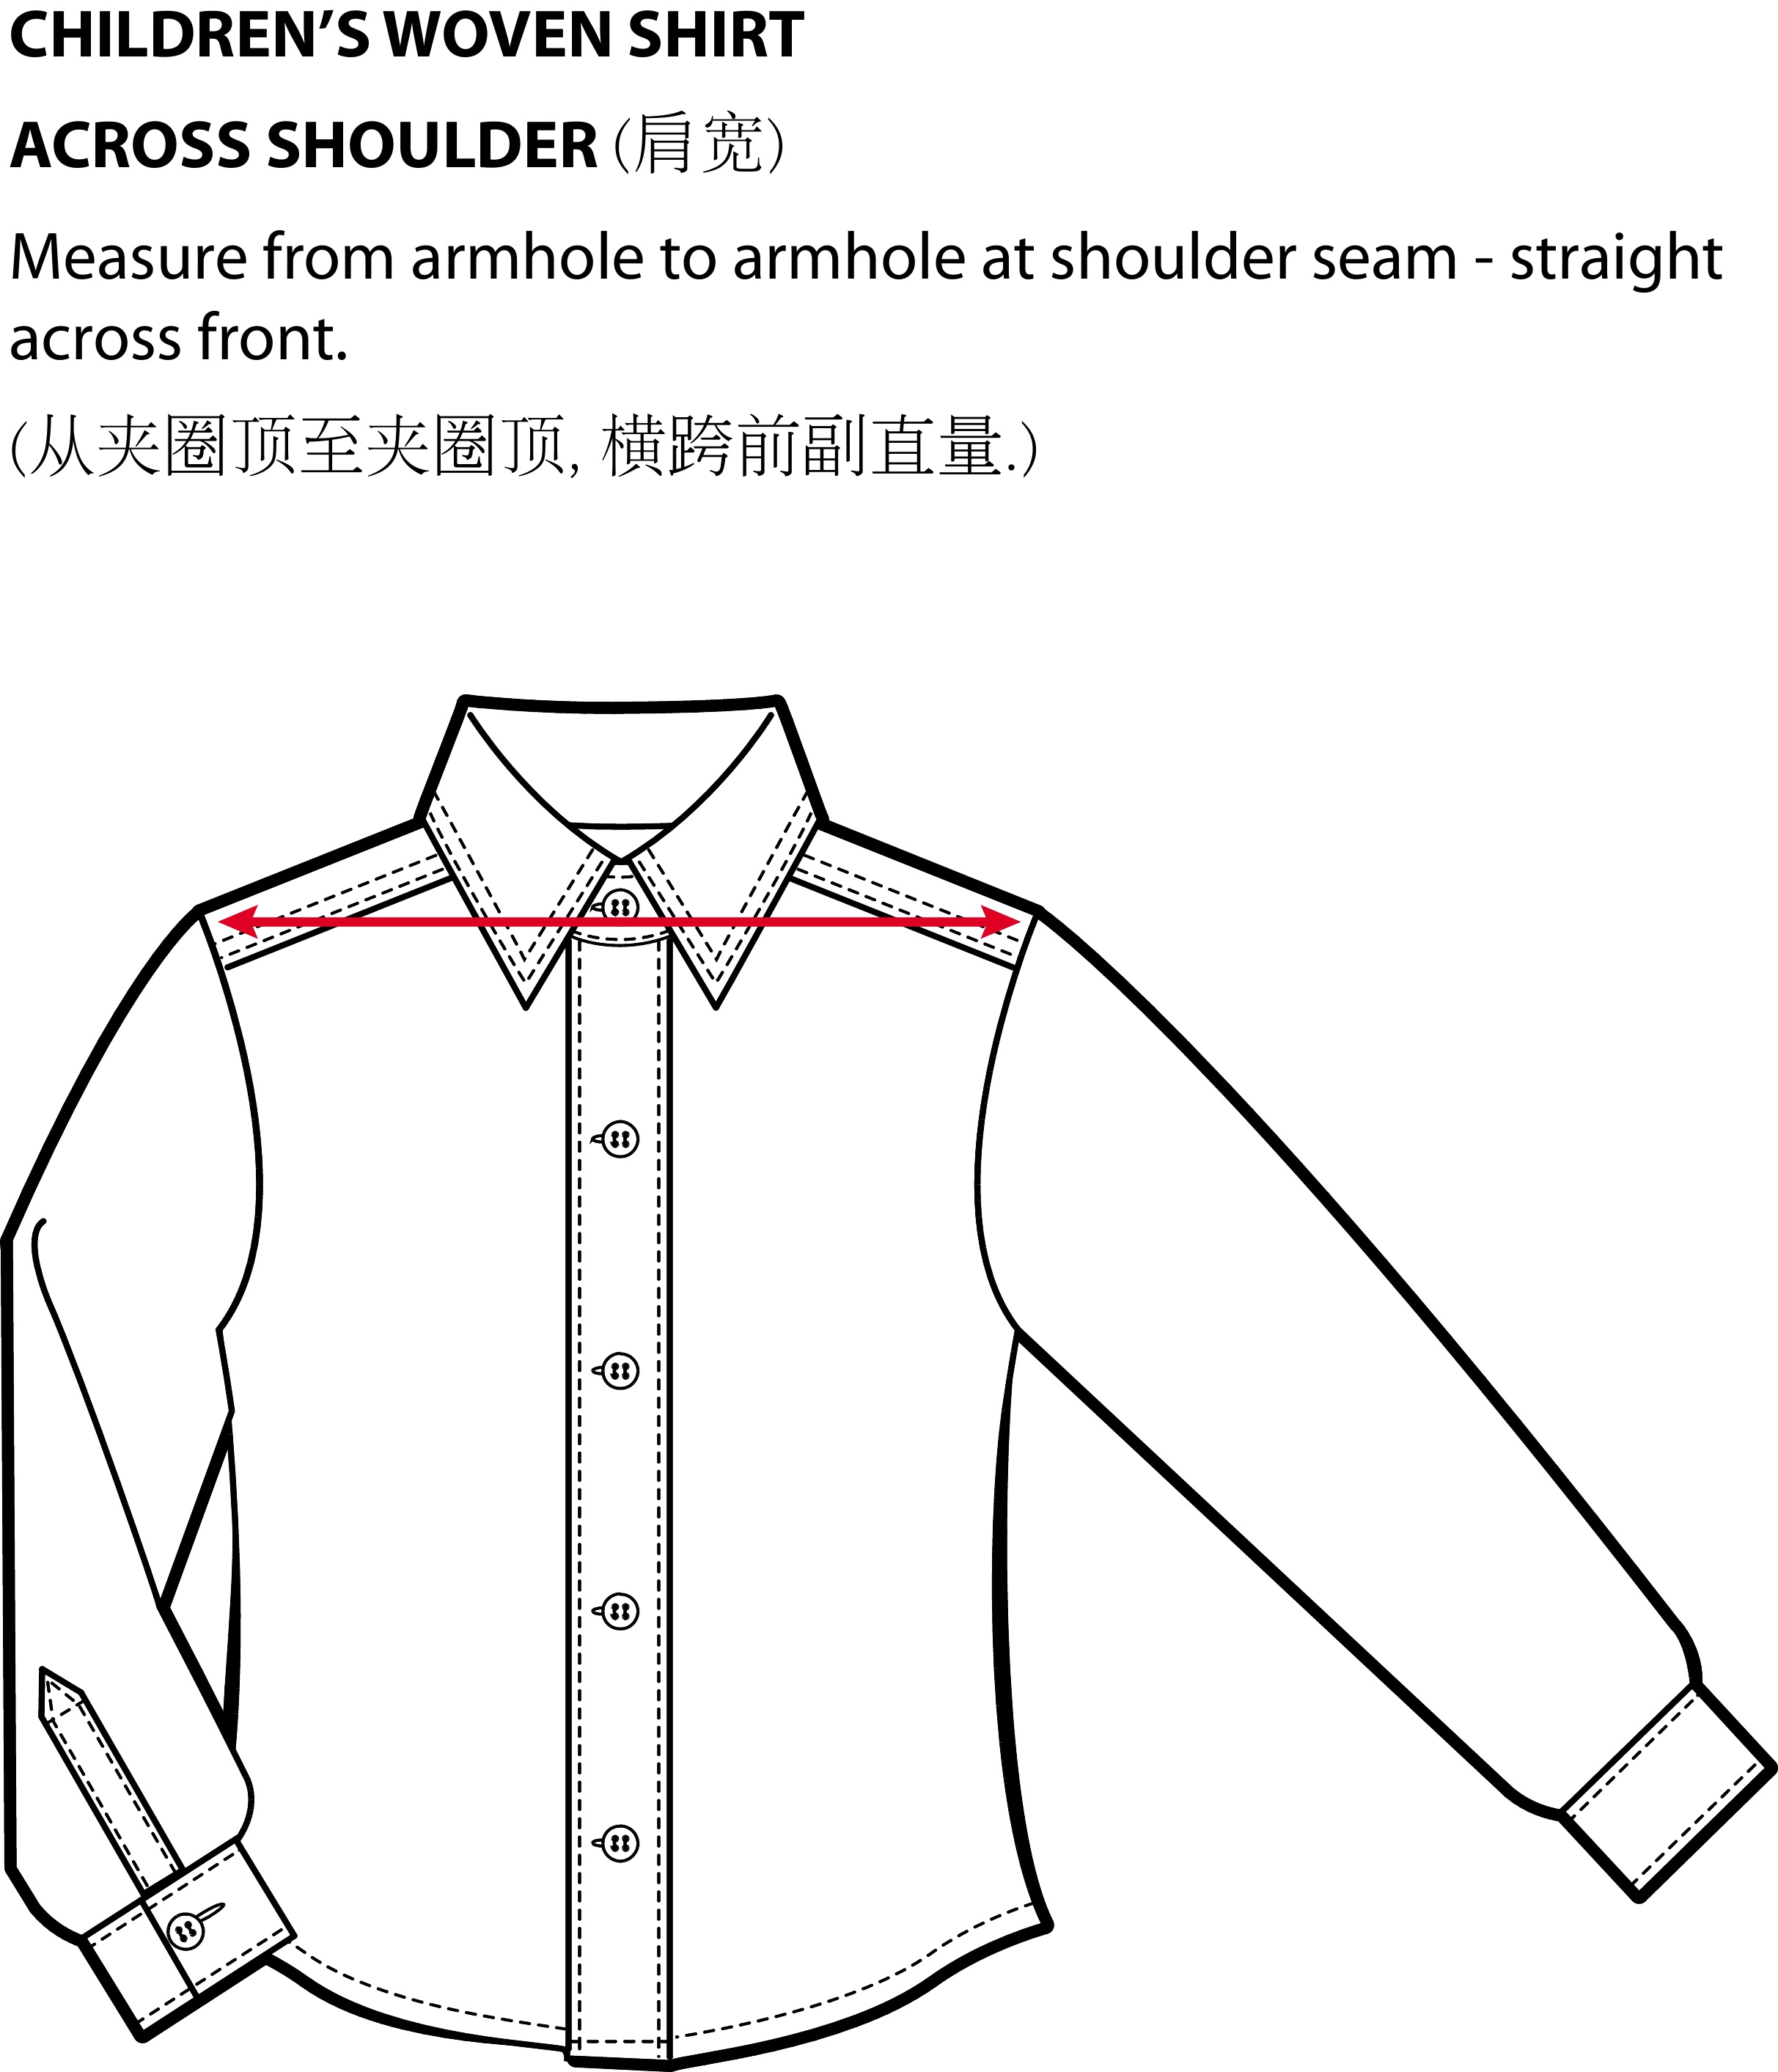 CHILDREN’S WOVEN SHIRT
ACROSS SHOULDER (肩宽)
Measure from armhole to armhole at shoulder seam - straight
across front.
(从夹圈顶至夹圈顶, 横跨前副直量.)